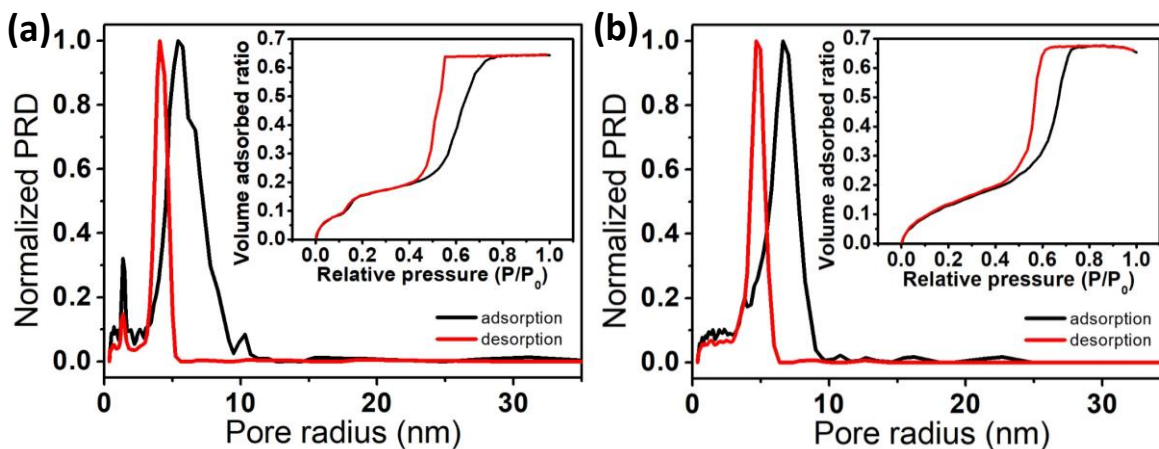 (a)
1.0
0.8
0.6
0.4
0.2
0.0
Normalized PRD
0
10
20
30
Pore radius (nm)
0.7
0.6
0.5
0.4
0.3
0.2
0.1
0.0
Volume adsorbed ratio
0.0 0.2 0.4 0.6 0.8 1.0
Relative pressure (P/P₀)
adsorption
desorption
(b)
1.0
0.8
0.6
0.4
0.2
0.0
Normalized PRD
0
10
20
30
Pore radius (nm)
0.7
0.6
0.5
0.4
0.3
0.2
0.1
0.0
Volume adsorbed ratio
0.0 0.2 0.4 0.6 0.8 1.0
Relative pressure (P/P₀)
adsorption
desorption